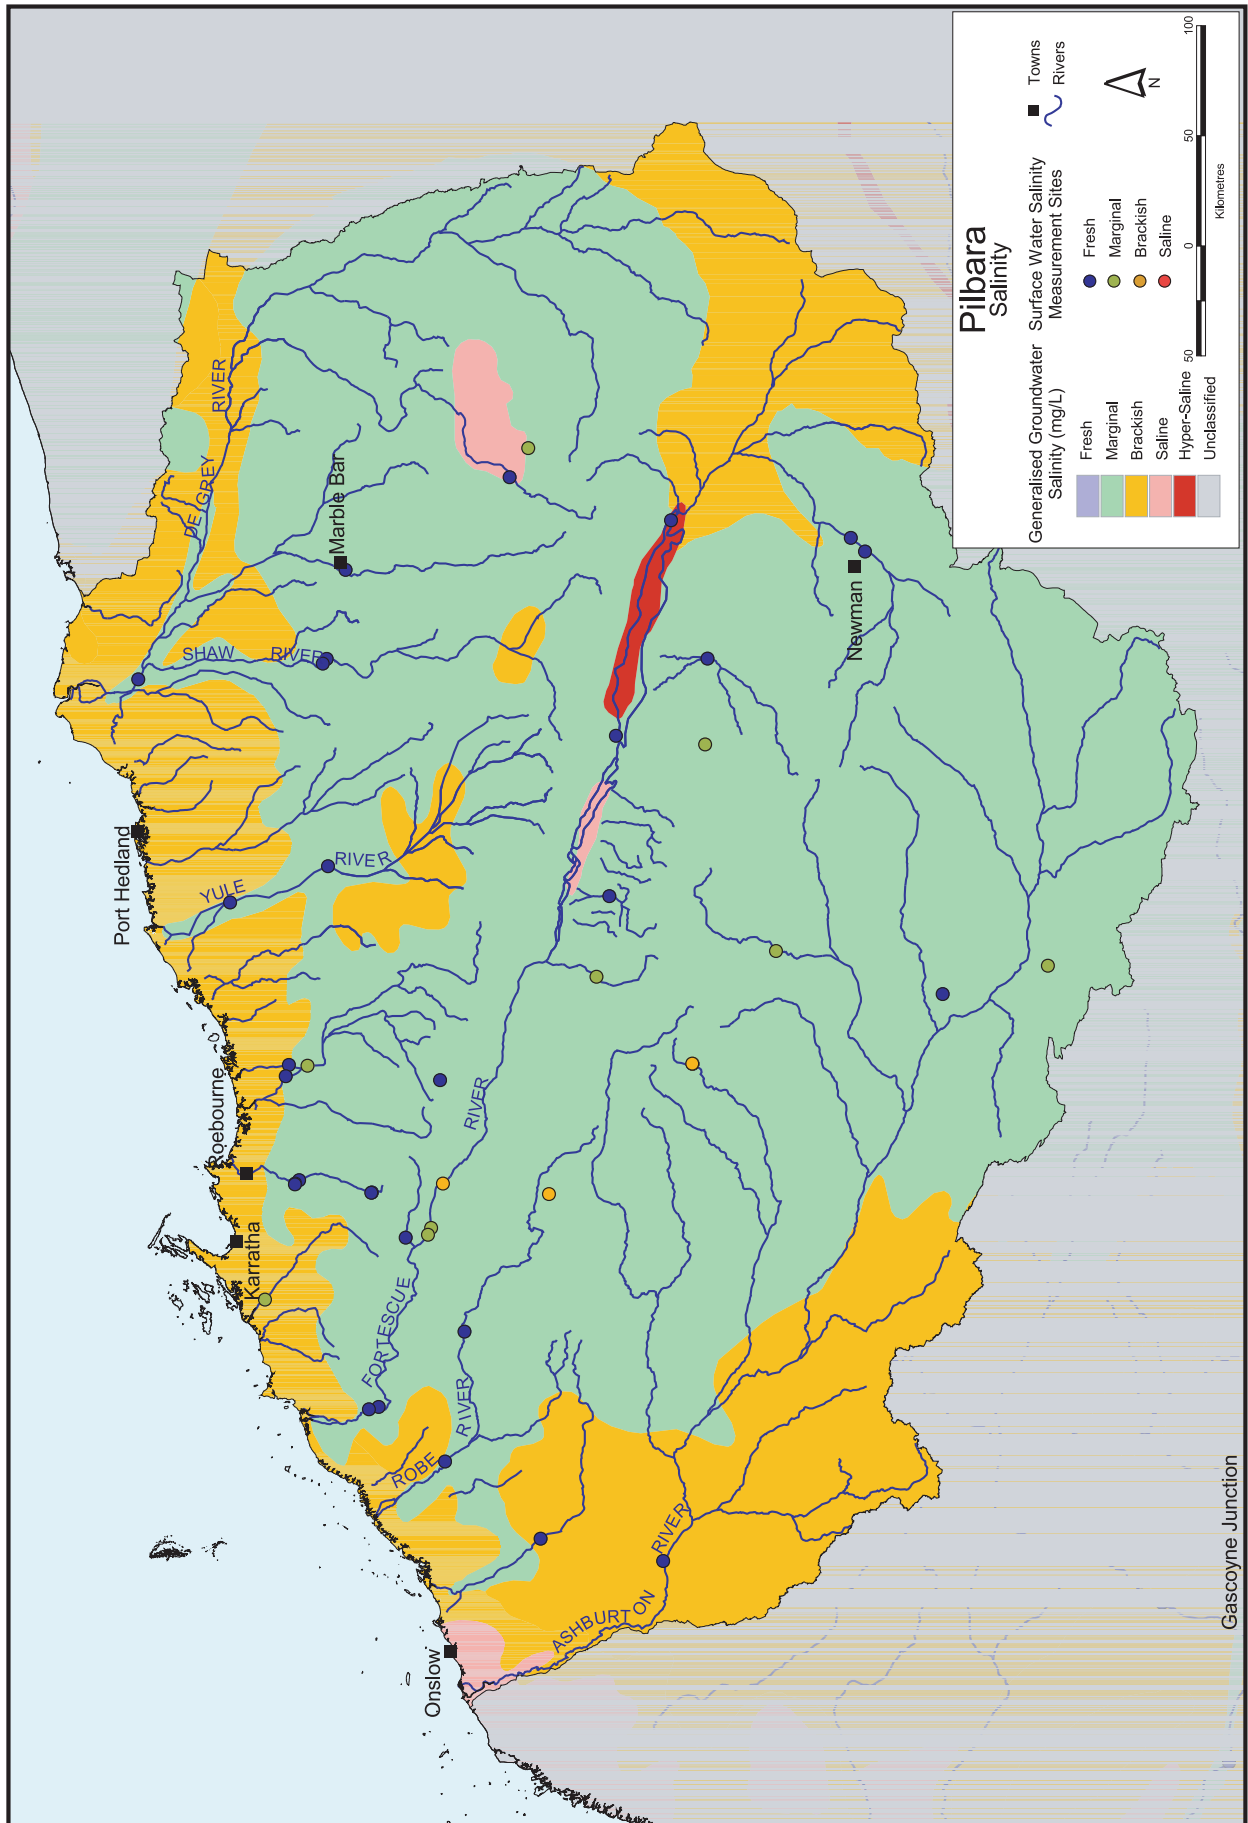 Pilbara
Salinity
Generalised Groundwater
Salinity (mg/L)
Fresh
Marginal
Brackish
Saline
Hyper-Saline
Unclassified
Surface Water Salinity
Measurement Sites
Fresh
Marginal
Brackish
Saline
Towns
Rivers
N
50
0
50
100
Kilometres
DE GREY
RIVER
Marble Bar
SHAW
RIVER
Newman
Port Hedland
YULE
RIVER
Roebourne
Karratha
FORTESCUE
RIVER
ROBE
RIVER
Onslow
ASHBURTON
RIVER
Gascoyne Junction